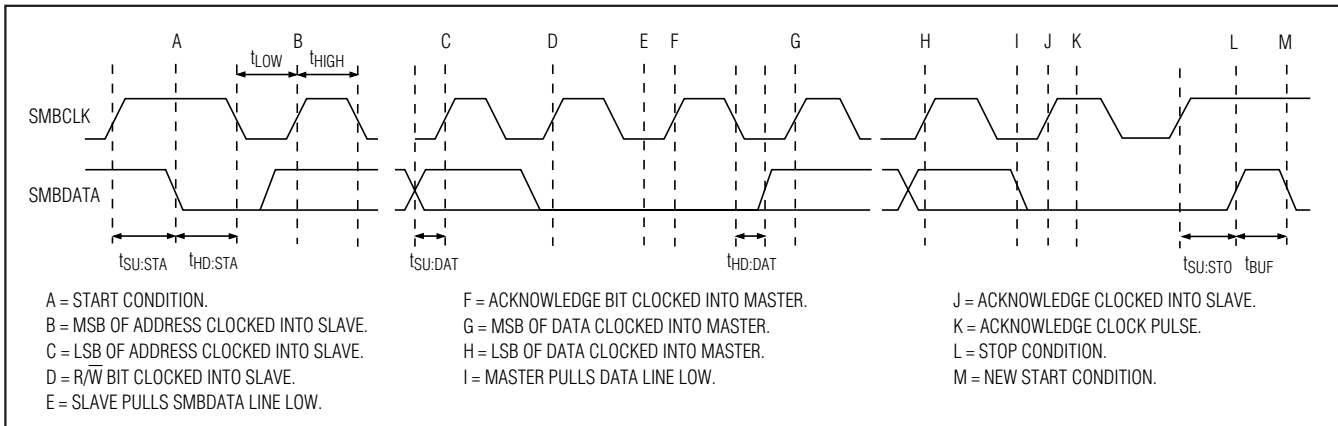 A B C D E F G H I J K L M
tLOW tHIGH
SMBCLK
SMBDATA
tSU:STA tHD:STA tSU:DAT tHD:DAT tSU:STO tBUF
A = START CONDITION.
B = MSB OF ADDRESS CLOCKED INTO SLAVE.
C = LSB OF ADDRESS CLOCKED INTO SLAVE.
D = R/W̅ BIT CLOCKED INTO SLAVE.
E = SLAVE PULLS SMBDATA LINE LOW.
F = ACKNOWLEDGE BIT CLOCKED INTO MASTER.
G = MSB OF DATA CLOCKED INTO MASTER.
H = LSB OF DATA CLOCKED INTO MASTER.
I = MASTER PULLS DATA LINE LOW.
J = ACKNOWLEDGE CLOCKED INTO SLAVE.
K = ACKNOWLEDGE CLOCK PULSE.
L = STOP CONDITION.
M = NEW START CONDITION.